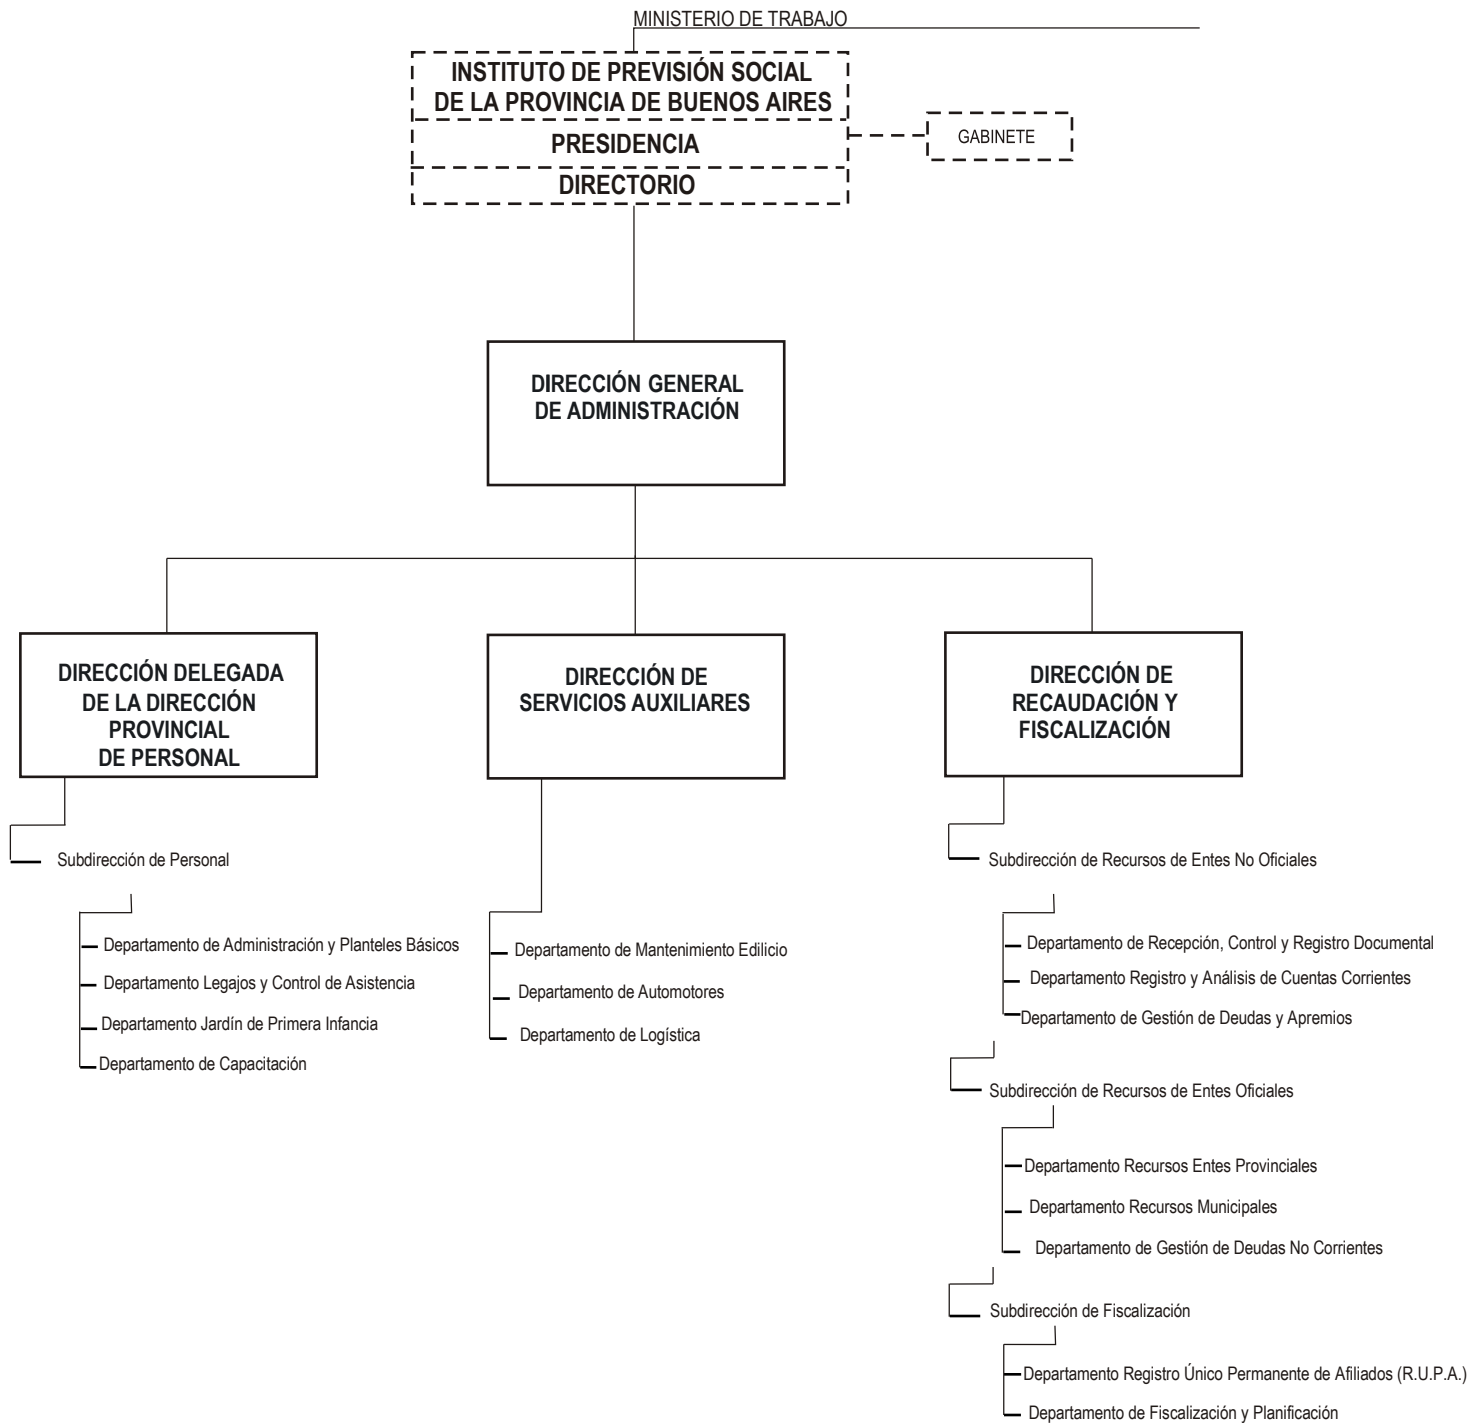 MINISTERIO DE TRABAJO
INSTITUTO DE PREVISIÓN SOCIAL
DE LA PROVINCIA DE BUENOS AIRES
PRESIDENCIA
DIRECTORIO
GABINETE
DIRECCIÓN GENERAL
DE ADMINISTRACIÓN
DIRECCIÓN DELEGADA
DE LA DIRECCIÓN
PROVINCIAL
DE PERSONAL
Subdirección de Personal
Departamento de Administración y Planteles Básicos
Departamento Legajos y Control de Asistencia
Departamento Jardín de Primera Infancia
Departamento de Capacitación
DIRECCIÓN DE
SERVICIOS AUXILIARES
Departamento de Mantenimiento Edilicio
Departamento de Automotores
Departamento de Logística
DIRECCIÓN DE
RECAUDACIÓN Y
FISCALIZACIÓN
Subdirección de Recursos de Entes No Oficiales
Departamento de Recepción, Control y Registro Documental
Departamento Registro y Análisis de Cuentas Corrientes
Departamento de Gestión de Deudas y Apremios
Subdirección de Recursos de Entes Oficiales
Departamento Recursos Entes Provinciales
Departamento Recursos Municipales
Departamento de Gestión de Deudas No Corrientes
Subdirección de Fiscalización
Departamento Registro Único Permanente de Afiliados (R.U.P.A.)
Departamento de Fiscalización y Planificación